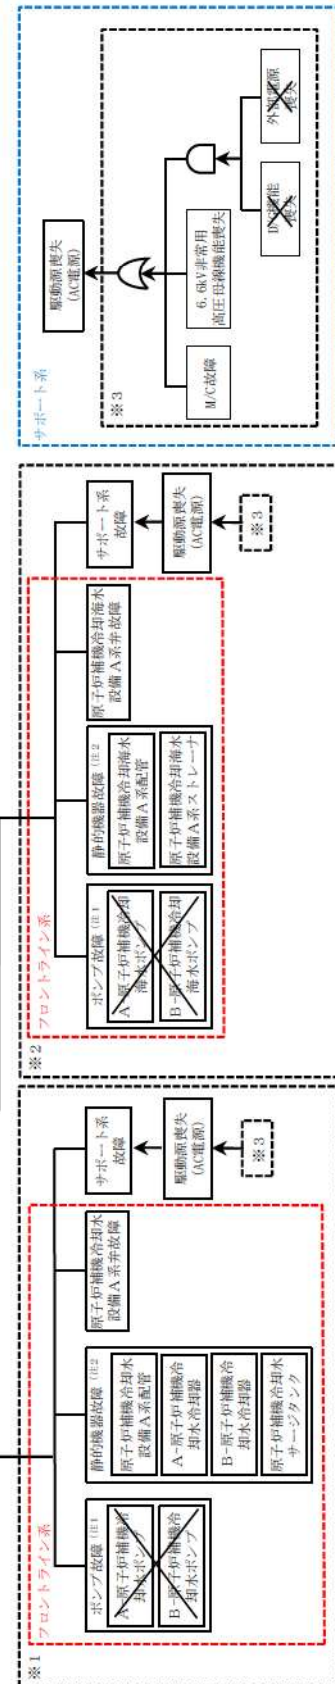 ※1
フロントライン系
ポンプ故障(注1
A-原子炉補機冷
却水ポンプ
B-原子炉補機冷
却水ポンプ
静的機器故障(注2
原子炉補機冷却水
設備A系配管
A-原子炉補機冷
却水冷却器
B-原子炉補機冷
却水冷却器
原子炉補機冷却水
サージタンク
原子炉補機冷却水
設備A系弁故障
サポート系
故障
駆動源喪失
(AC電源)
※3
※2
フロントライン系
ポンプ故障(注1
A-原子炉補機冷却
海水ポンプ
B-原子炉補機冷却
海水ポンプ
静的機器故障(注2
原子炉補機冷却海水
設備A系配管
原子炉補機冷却海水
設備A系ストレーナ
原子炉補機冷却海水
設備A系弁故障
サポート系
故障
駆動源喪失
(AC電源)
※3
サポート系
駆動源喪失
(AC電源)
※3
M/C故障
6.6kV非常用
高圧母線機能喪失
D/G機能
喪失
外部電源
喪失